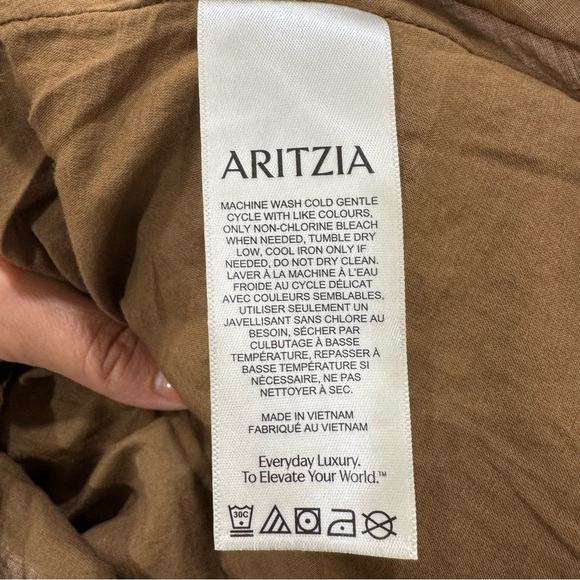 ARITZIA
MACHINE WASH COLD GENTLE
CYCLE WITH LIKE COLOURS,
ONLY NON-CHLORINE BLEACH
WHEN NEEDED, TUMBLE DRY
LOW, COOL IRON ONLY IF
NEEDED, DO NOT DRY CLEAN.
LAVER À LA MACHINE À L'EAU
FROIDE AU CYCLE DÉLICAT
AVEC COULEURS SEMBLABLES,
UTILISER SEULEMENT UN
JAVELLISANT SANS CHLORE AU
BESOIN, SÉCHER PAR
CULBUTAGE À BASSE
TEMPÉRATURE, REPASSER À
BASSE TEMPÉRATURE SI
NÉCESSAIRE, NE PAS
NETTOYER À SEC.
MADE IN VIETNAM
FABRIQUÉ AU VIETNAM
Everyday Luxury.
To Elevate Your World.™
30C